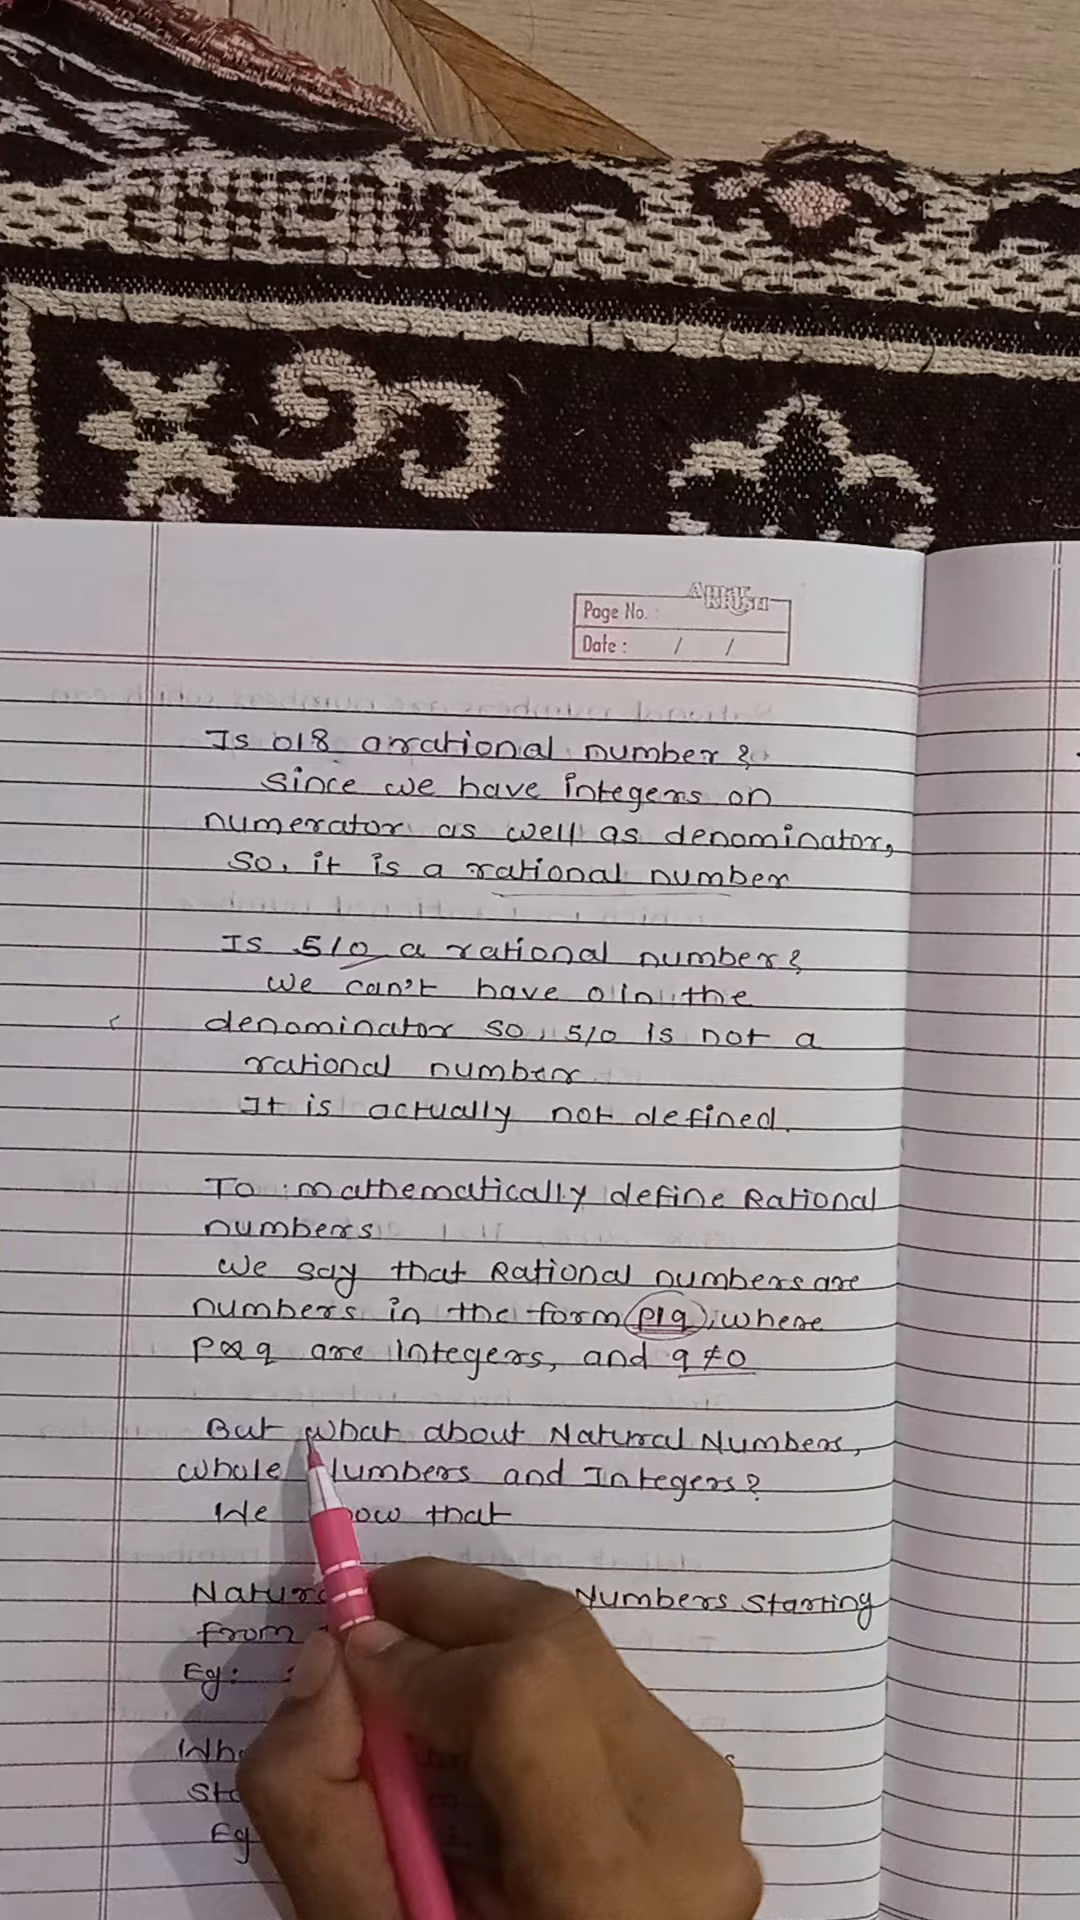 Page No.
Date : / /
Is 0/8 a rational number?
since we have integers on
numerator as well as denominator,
so, it is a rational number
Is 5/0 a rational number?
we can't have 0 in the
denominator so, 5/0 is not a
rational number
It is actually not defined.
To mathematically define Rational
numbers
we say that Rational numbers are
numbers in the form p/q, where
p & q are integers, and q ≠ 0
But what about Natural Numbers,
whole Numbers and Integers?
We know that
Numbers starting
from
Eg:
Eg